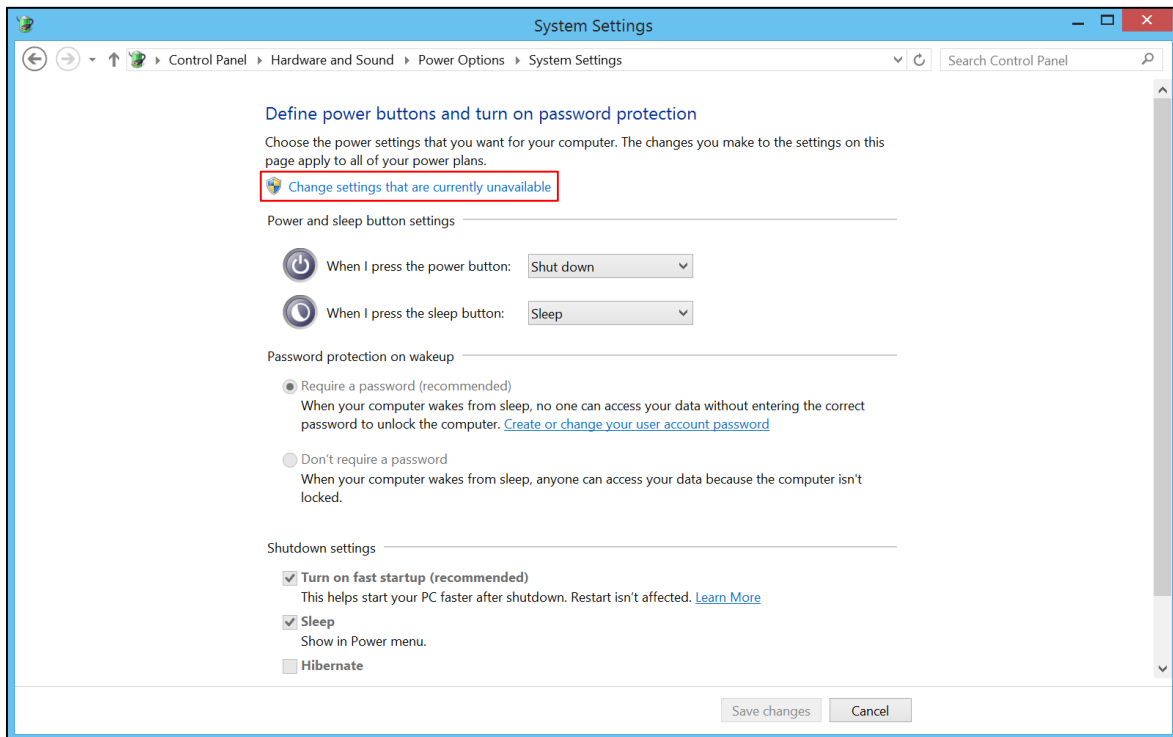 System Settings
Control Panel Hardware and Sound Power Options System Settings Search Control Panel
Define power buttons and turn on password protection
Choose the power settings that you want for your computer. The changes you make to the settings on this
page apply to all of your power plans.
Change settings that are currently unavailable
Power and sleep button settings
When I press the power button: Shut down
When I press the sleep button: Sleep
Password protection on wakeup
Require a password (recommended)
When your computer wakes from sleep, no one can access your data without entering the correct
password to unlock the computer. Create or change your user account password
Don't require a password
When your computer wakes from sleep, anyone can access your data because the computer isn't
locked.
Shutdown settings
Turn on fast startup (recommended)
This helps start your PC faster after shutdown. Restart isn't affected. Learn More
Sleep
Show in Power menu.
Hibernate
Save changes Cancel